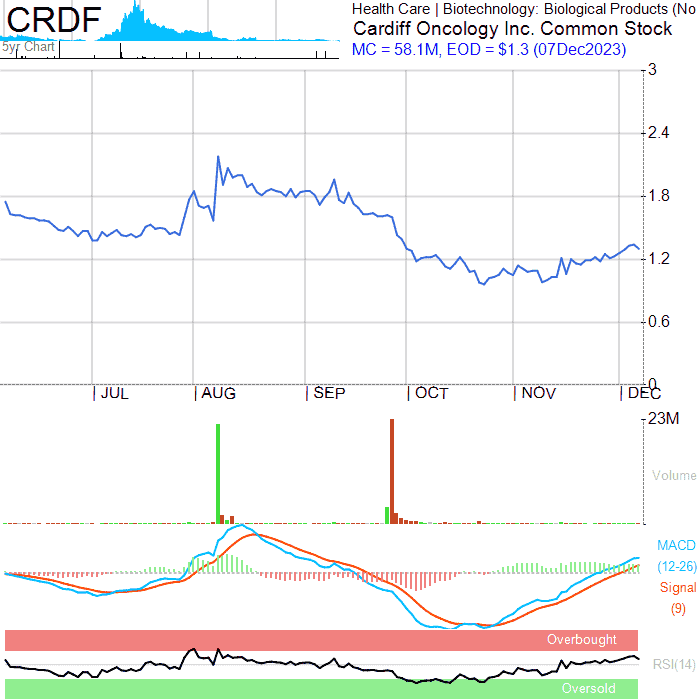 CRDF
5yr Chart
Health Care | Biotechnology: Biological Products (No
Cardiff Oncology Inc. Common Stock
MC = 58.1M, EOD = $1.3 (07Dec2023)
3
2.4
1.8
1.2
0.6
0
JUL AUG SEP OCT NOV DEC
23M
Volume
MACD
(12-26)
Signal
(9)
Overbought
RSI(14)
Oversold